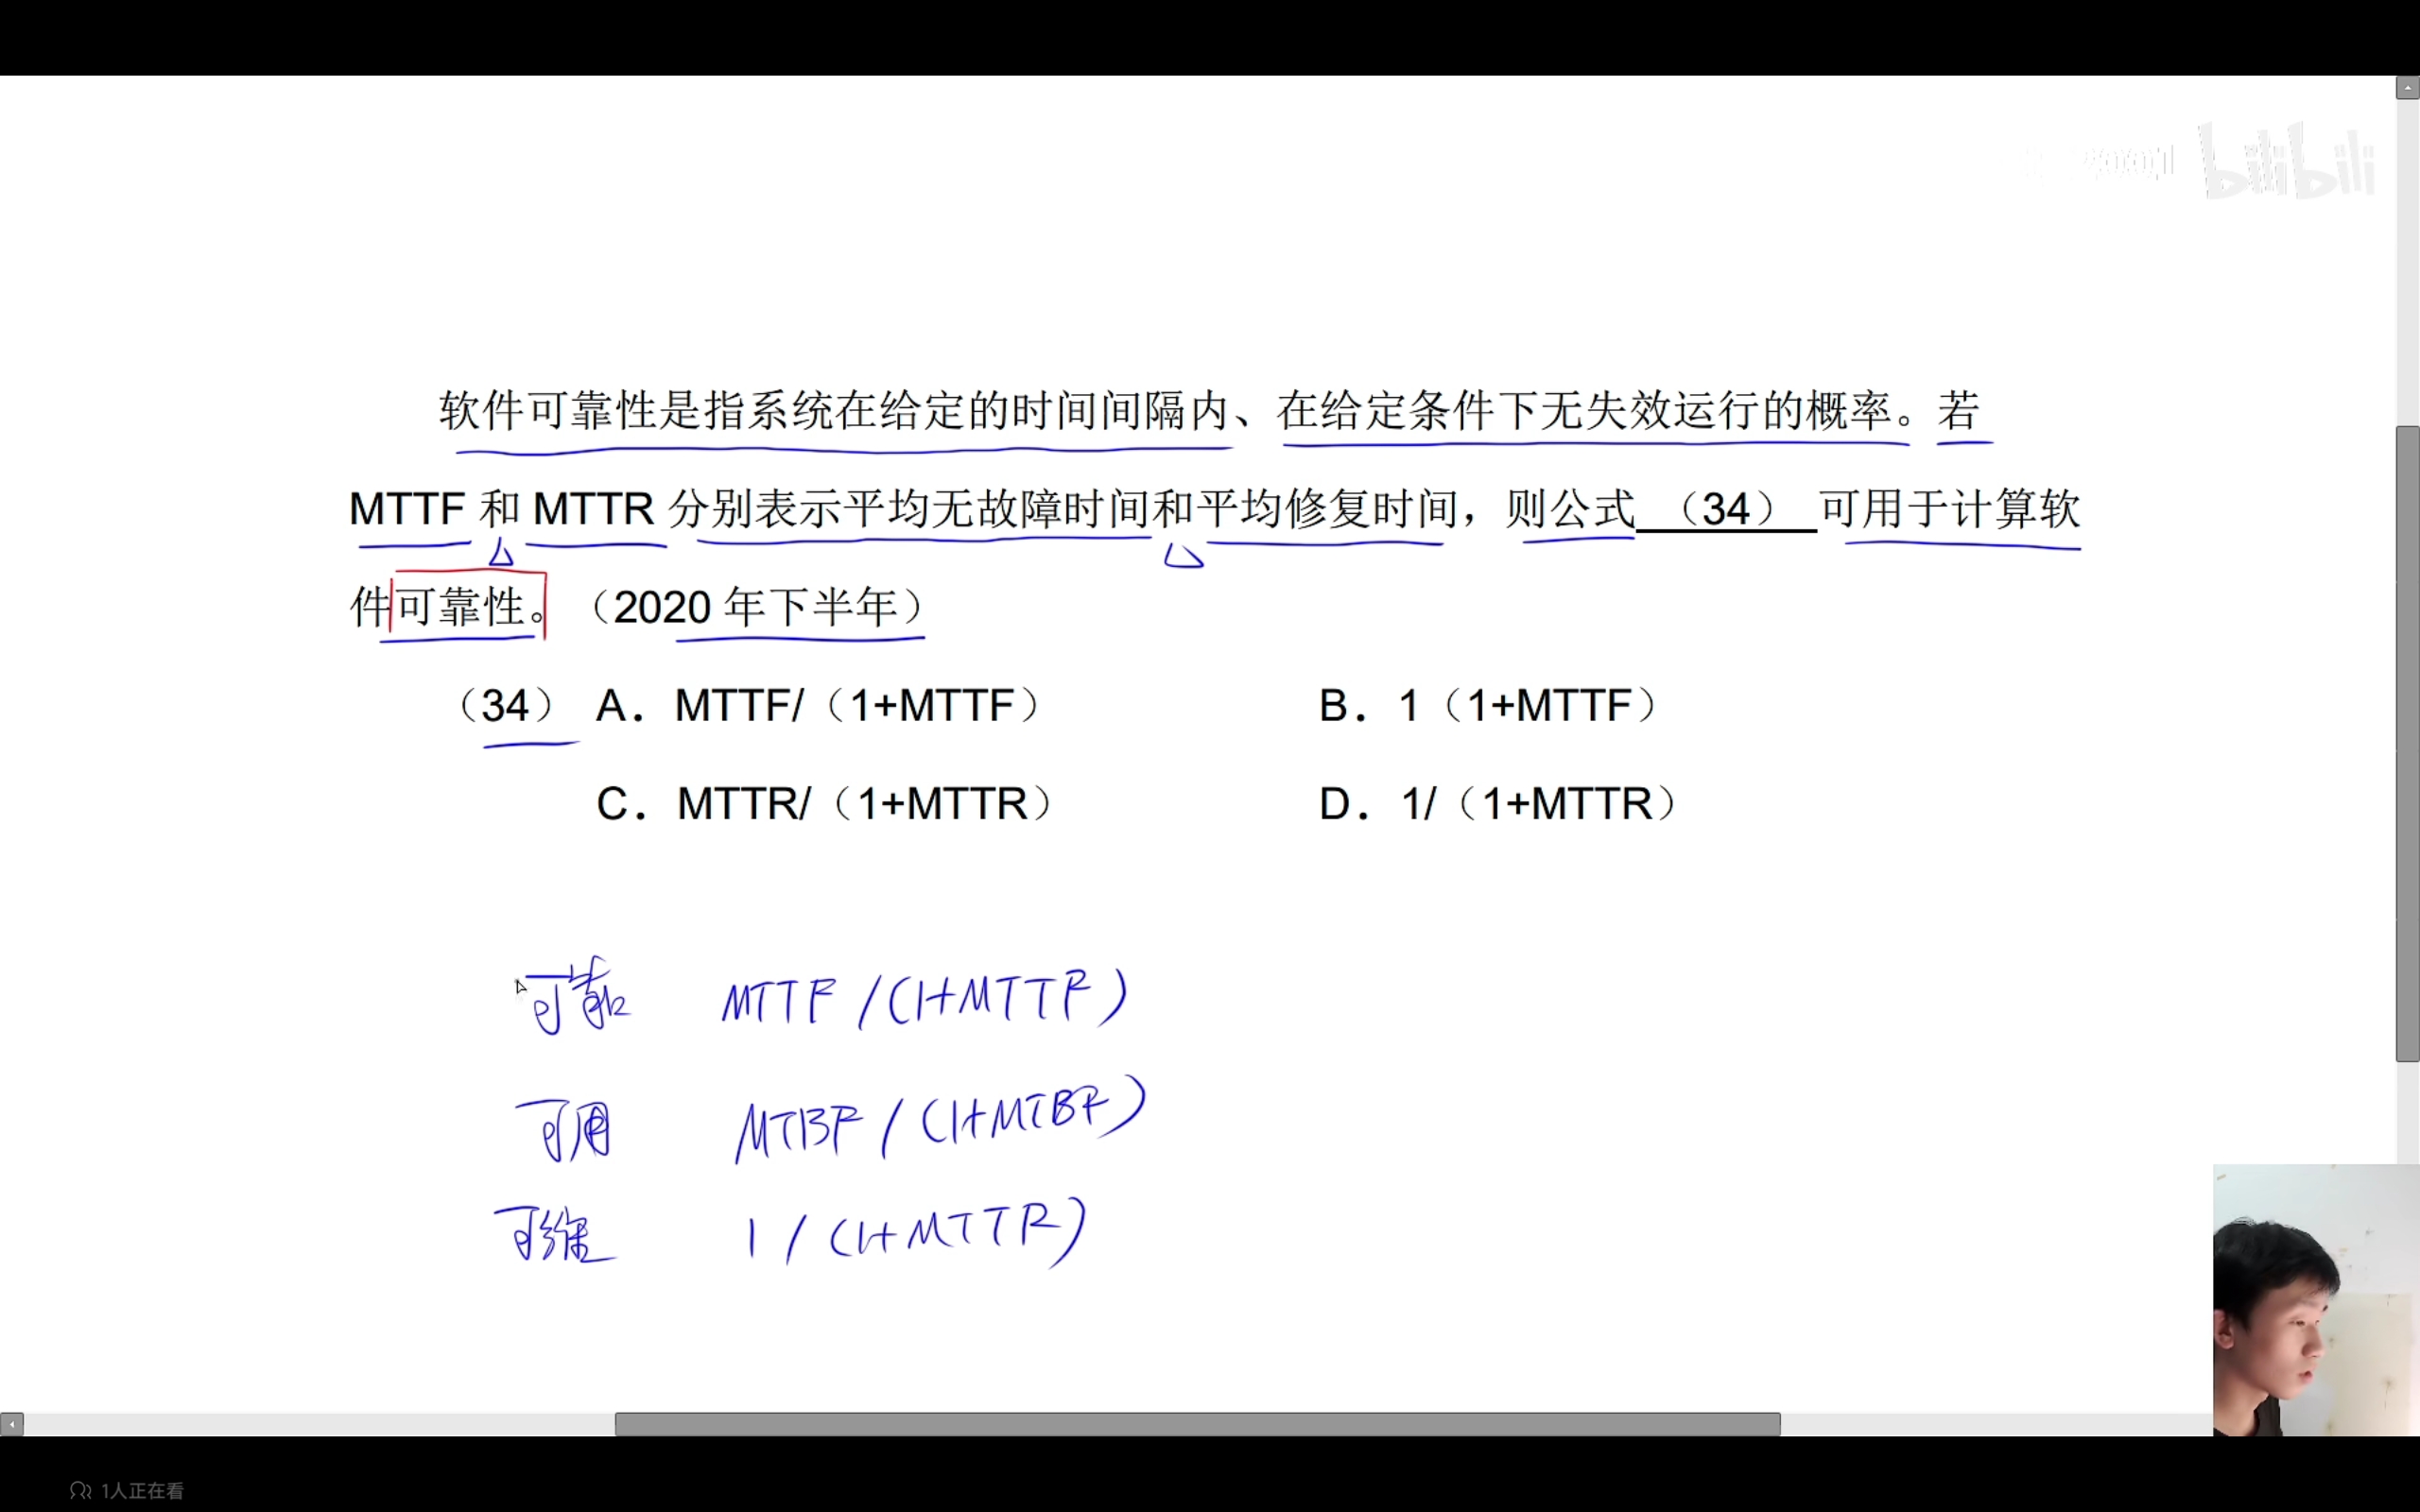 bilibili
软件可靠性是指系统在给定的时间间隔内、在给定条件下无失效运行的概率。若
MTTF 和 MTTR 分别表示平均无故障时间和平均修复时间，则公式 （34） 可用于计算软
件可靠性。（2020 年下半年）
（34） A．MTTF/（1+MTTF） B．1（1+MTTF）
C．MTTR/（1+MTTR） D．1/（1+MTTR）
可靠 MTTF/(1+MTTF)
可用 MTBF/(1+MTBF)
可维 1/(1+MTTR)
1人正在看